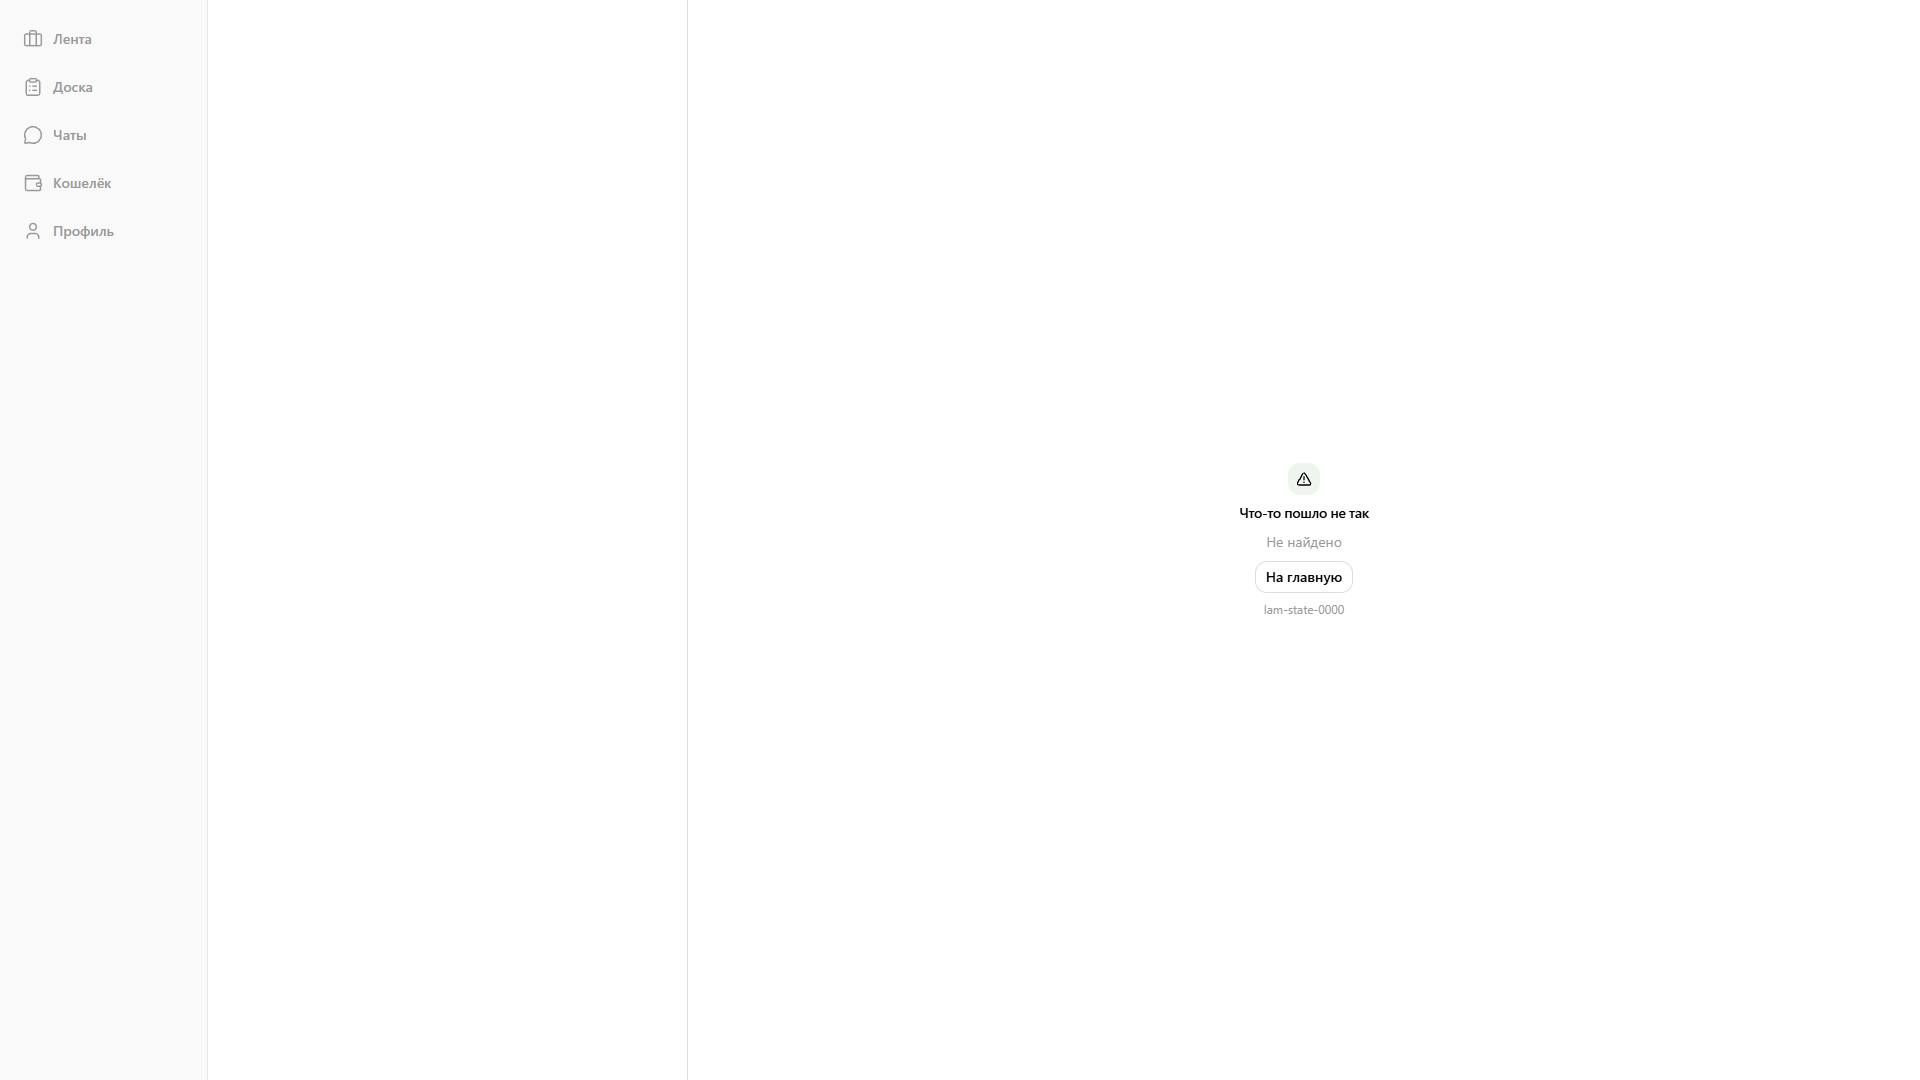 Лента
Доска
Чаты
Кошелёк
Профиль
Что-то пошло не так
Не найдено
На главную
lam-state-0000